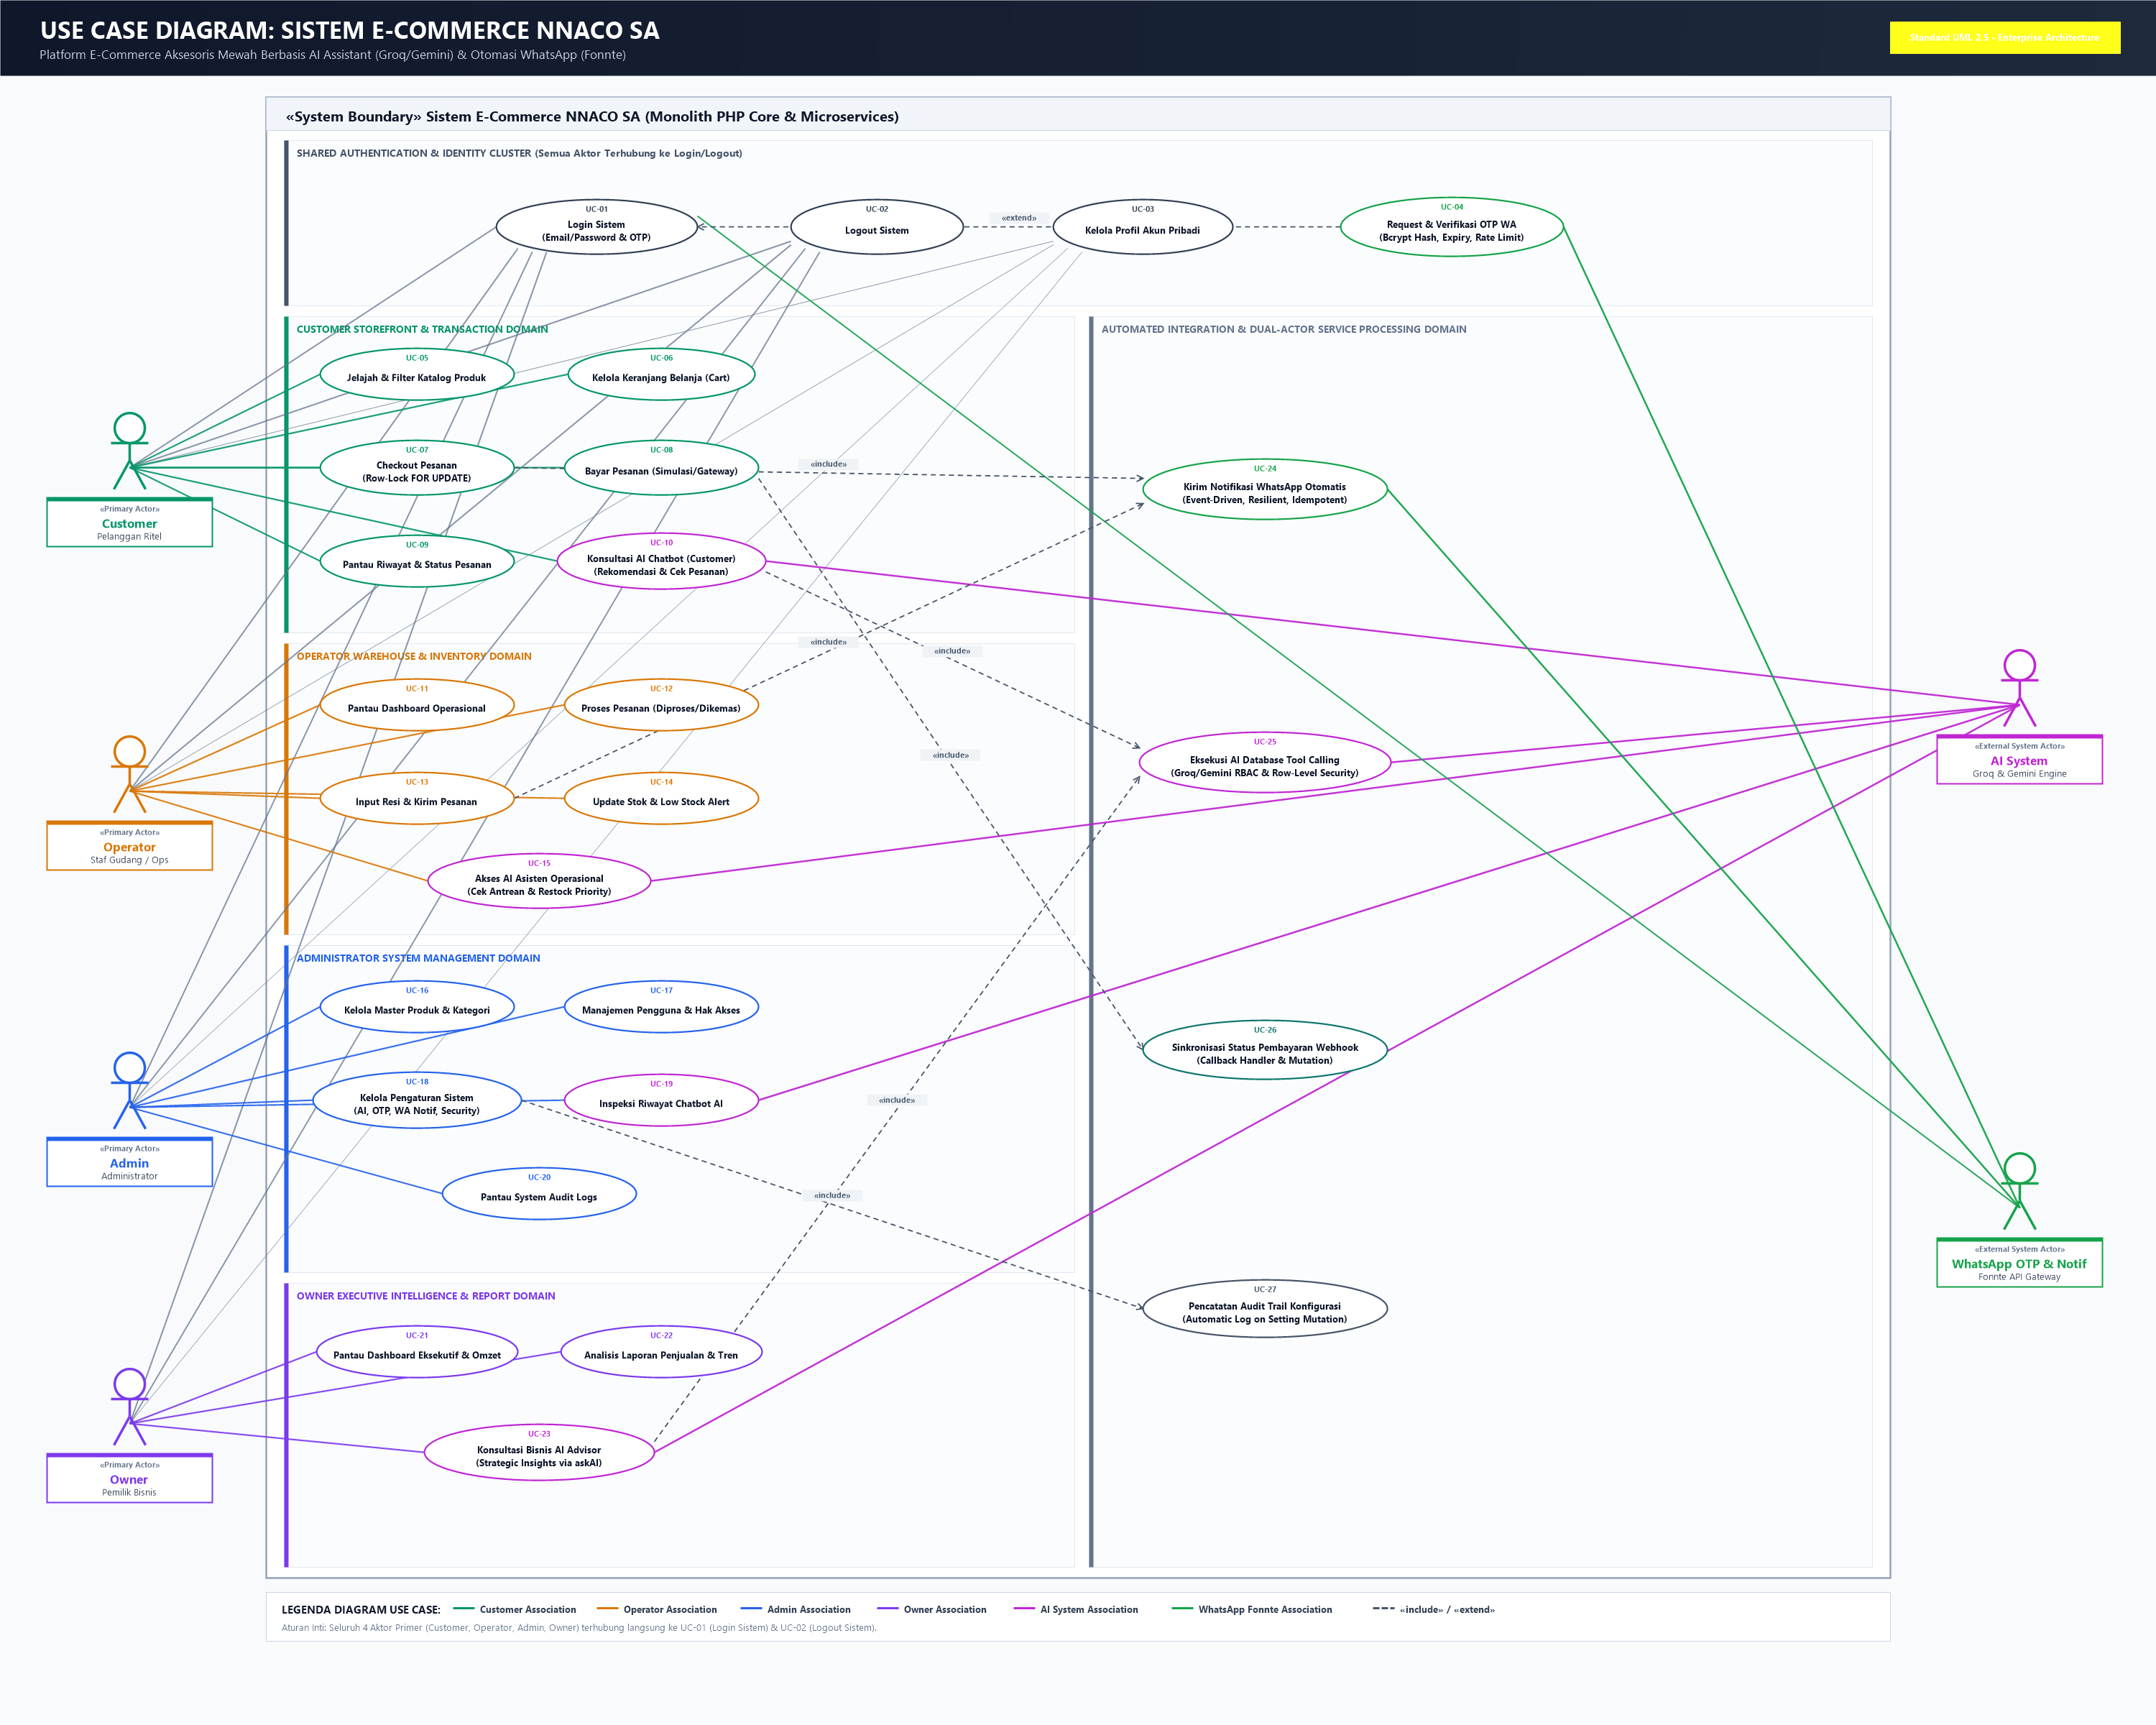 USE CASE DIAGRAM: SISTEM E-COMMERCE NNACO SA
Platform E-Commerce Aksesoris Mewah Berbasis AI Assistant (Groq/Gemini) & Otomasi WhatsApp (Fonnte)
Standard UML 2.5 - Enterprise Architecture
«System Boundary» Sistem E-Commerce NNACO SA (Monolith PHP Core & Microservices)
SHARED AUTHENTICATION & IDENTITY CLUSTER (Semua Aktor Terhubung ke Login/Logout)
UC-01
Login Sistem
(Email/Password & OTP)
UC-02
Logout Sistem
«extend»
UC-03
Kelola Profil Akun Pribadi
UC-04
Request & Verifikasi OTP WA
(Bcrypt Hash, Expiry, Rate Limit)
CUSTOMER STOREFRONT & TRANSACTION DOMAIN
UC-05
Jelajah & Filter Katalog Produk
UC-06
Kelola Keranjang Belanja (Cart)
UC-07
Checkout Pesanan
(Row-Lock FOR UPDATE)
UC-08
Bayar Pesanan (Simulasi/Gateway)
UC-09
Pantau Riwayat & Status Pesanan
UC-10
Konsultasi AI Chatbot (Customer)
(Rekomendasi & Cek Pesanan)
«Primary Actor»
Customer
Pelanggan Ritel
«include»
«include»
«include»
«include»
AUTOMATED INTEGRATION & DUAL-ACTOR SERVICE PROCESSING DOMAIN
UC-24
Kirim Notifikasi WhatsApp Otomatis
(Event-Driven, Resilient, Idempotent)
UC-25
Eksekusi AI Database Tool Calling
(Groq/Gemini RBAC & Row-Level Security)
UC-26
Sinkronisasi Status Pembayaran Webhook
(Callback Handler & Mutation)
UC-27
Pencatatan Audit Trail Konfigurasi
(Automatic Log on Setting Mutation)
OPERATOR WAREHOUSE & INVENTORY DOMAIN
UC-11
Pantau Dashboard Operasional
UC-12
Proses Pesanan (Diproses/Dikemas)
UC-13
Input Resi & Kirim Pesanan
UC-14
Update Stok & Low Stock Alert
UC-15
Akses AI Asisten Operasional
(Cek Antrean & Restock Priority)
«Primary Actor»
Operator
Staf Gudang / Ops
«External System Actor»
AI System
Groq & Gemini Engine
ADMINISTRATOR SYSTEM MANAGEMENT DOMAIN
UC-16
Kelola Master Produk & Kategori
UC-17
Manajemen Pengguna & Hak Akses
UC-18
Kelola Pengaturan Sistem
(AI, OTP, WA Notif, Security)
UC-19
Inspeksi Riwayat Chatbot AI
UC-20
Pantau System Audit Logs
«include»
«include»
«Primary Actor»
Admin
Administrator
«External System Actor»
WhatsApp OTP & Notif
Fonnte API Gateway
OWNER EXECUTIVE INTELLIGENCE & REPORT DOMAIN
UC-21
Pantau Dashboard Eksekutif & Omzet
UC-22
Analisis Laporan Penjualan & Tren
UC-23
Konsultasi Bisnis AI Advisor
(Strategic Insights via askAI)
«Primary Actor»
Owner
Pemilik Bisnis
LEGENDA DIAGRAM USE CASE: Customer Association Operator Association Admin Association Owner Association AI System Association WhatsApp Fonnte Association «include» / «extend»
Aturan Inti: Seluruh 4 Aktor Primer (Customer, Operator, Admin, Owner) terhubung langsung ke UC-01 (Login Sistem) & UC-02 (Logout Sistem).